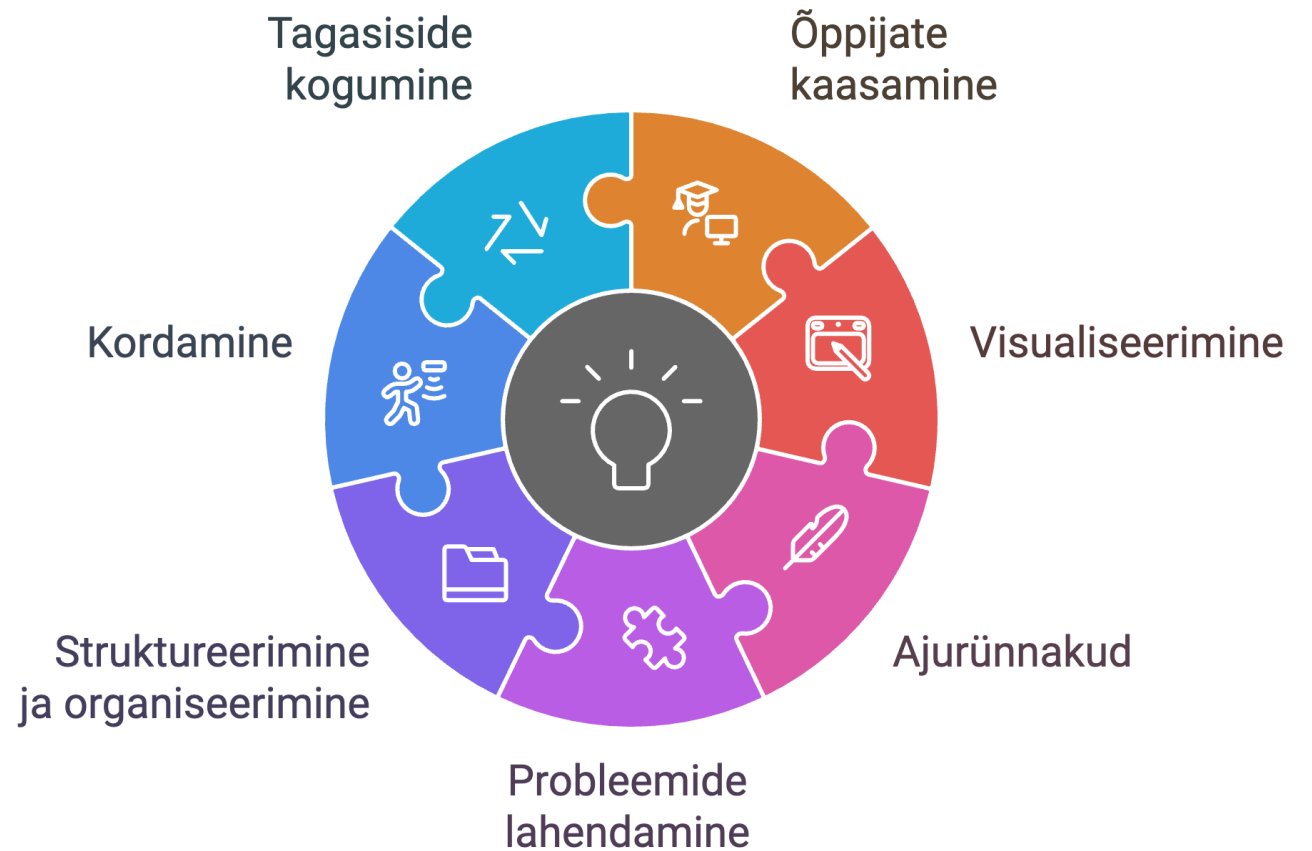 Tagasiside
kogumine
Õppijate
kaasamine
Kordamine
Visualiseerimine
Struktureerimine
ja organiseerimine
Ajurünnakud
Probleemide
lahendamine